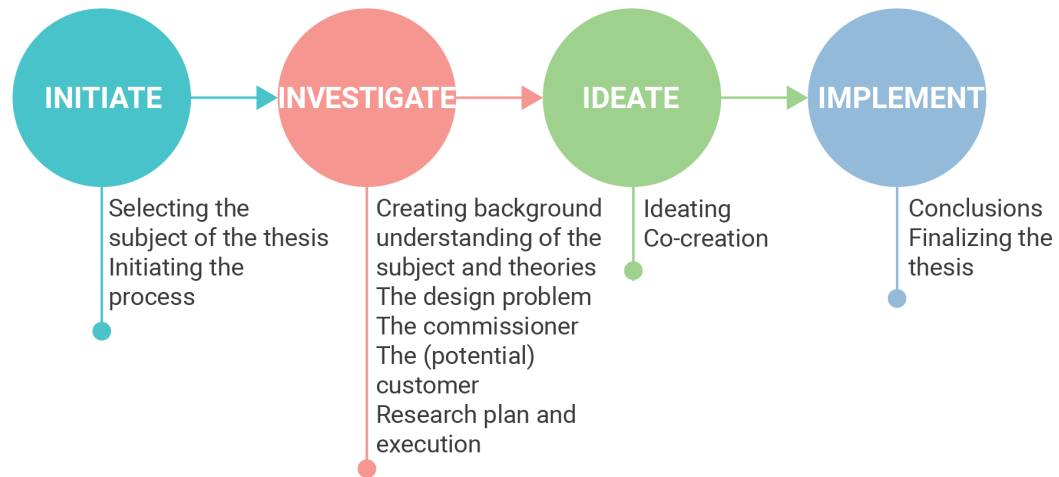 INITIATE
INVESTIGATE
IDEATE
IMPLEMENT
Selecting the
subject of the thesis
Initiating the
process
Creating background
understanding of the
subject and theories
The design problem
The commissioner
The (potential)
customer
Research plan and
execution
Ideating
Co-creation
Conclusions
Finalizing the
thesis